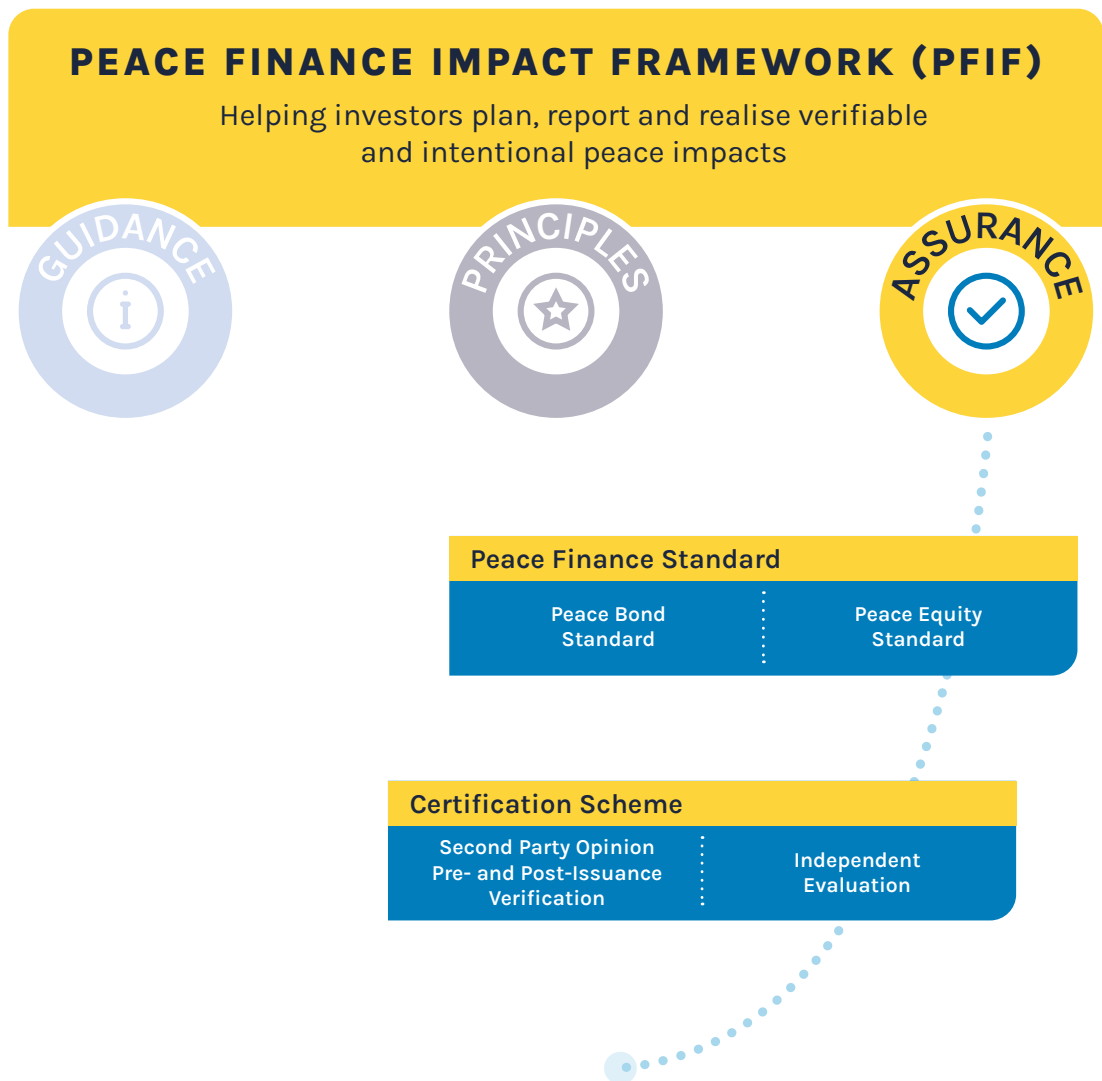 PEACE FINANCE IMPACT FRAMEWORK (PFIF)
Helping investors plan, report and realise verifiable
and intentional peace impacts
GUIDANCE
PRINCIPLES
ASSURANCE
Peace Finance Standard
Peace Bond
Standard
Peace Equity
Standard
Certification Scheme
Second Party Opinion
Pre- and Post-Issuance
Verification
Independent
Evaluation